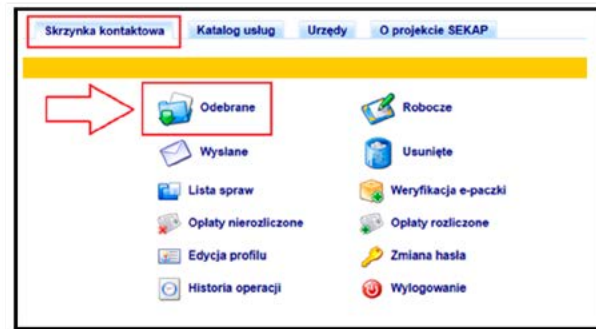 Skrzynka kontaktowa Katalog usług Urzędy O projekcie SEKAP
Odebrane Robocze
Wysłane Usunięte
Lista spraw Weryfikacja e-paczki
Opłaty nierozliczone Opłaty rozliczone
Edycja profilu Zmiana hasła
Historia operacji Wylogowanie